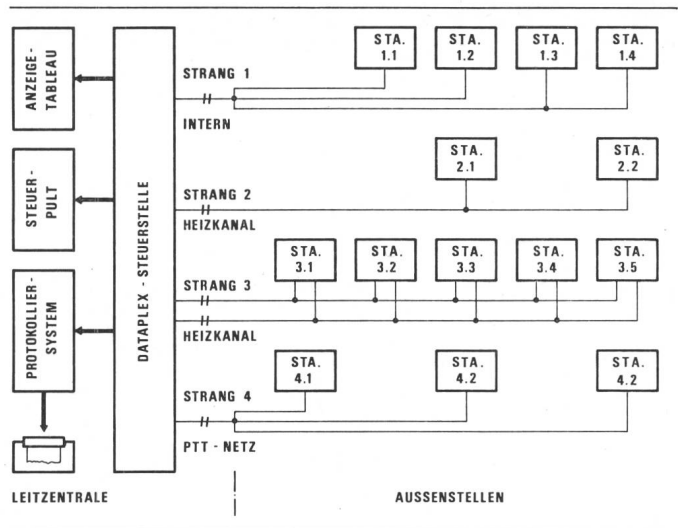 ANZEIGE-
TABLEAU
STEUER-
PULT
PROTOKOLLIER-
SYSTEM
DATAPLEX - STEUERSTELLE
STRANG 1
INTERN
STA.
1.1
STA.
1.2
STA.
1.3
STA.
1.4
STRANG 2
HEIZKANAL
STA.
2.1
STA.
2.2
STRANG 3
HEIZKANAL
STA.
3.1
STA.
3.2
STA.
3.3
STA.
3.4
STA.
3.5
STRANG 4
PTT - NETZ
STA.
4.1
STA.
4.2
STA.
4.2
LEITZENTRALE
AUSSENSTELLEN